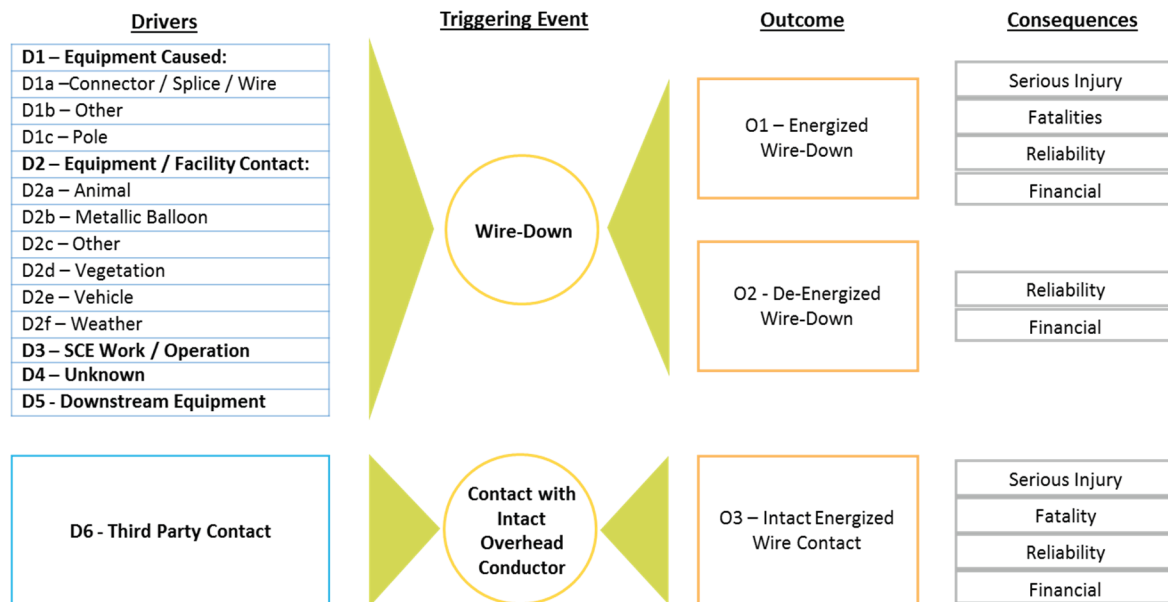 Drivers
Triggering Event
Outcome
Consequences
D1 – Equipment Caused:
D1a –Connector / Splice / Wire
D1b – Other
D1c – Pole
D2 – Equipment / Facility Contact:
D2a – Animal
D2b – Metallic Balloon
D2c – Other
D2d – Vegetation
D2e – Vehicle
D2f – Weather
D3 – SCE Work / Operation
D4 – Unknown
D5 - Downstream Equipment
Wire-Down
O1 – Energized
Wire-Down
Serious Injury
Fatalities
Reliability
Financial
O2 - De-Energized
Wire-Down
Reliability
Financial
D6 - Third Party Contact
Contact with
Intact
Overhead
Conductor
O3 – Intact Energized
Wire Contact
Serious Injury
Fatality
Reliability
Financial